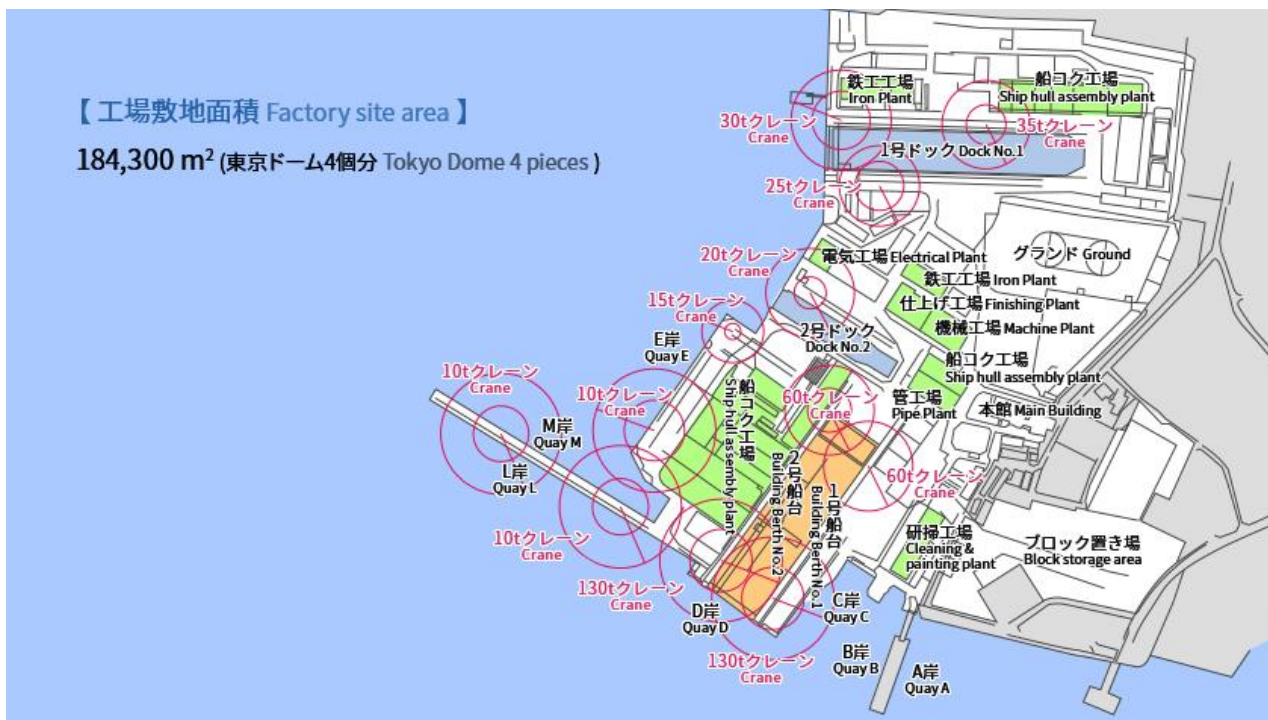 【 工場敷地面積 Factory site area 】
184,300 m² (東京ドーム4個分 Tokyo Dome 4 pieces )
鉄工工場
Iron Plant
船コク工場
Ship hull assembly plant
30tクレーン
Crane
35tクレーン
Crane
1号ドック Dock No.1
25tクレーン
Crane
20tクレーン
Crane
電気工場 Electrical Plant
グランド Ground
鉄工工場 Iron Plant
15tクレーン
Crane
仕上げ工場 Finishing Plant
機械工場 Machine Plant
E岸
Quay E
2号ドック
Dock No.2
船コク工場
Ship hull assembly plant
10tクレーン
Crane
10tクレーン
Crane
船コク工場
Ship hull assembly plant
60tクレーン
Crane
管工場
Pipe Plant
本館 Main Building
M岸
Quay M
L岸
Quay L
2号船台
Building Berth No.2
1号船台
Building Berth No.1
60tクレーン
Crane
10tクレーン
Crane
研掃工場
Cleaning &
painting plant
ブロック置き場
Block storage area
130tクレーン
Crane
D岸
Quay D
C岸
Quay C
130tクレーン
Crane
B岸
Quay B
A岸
Quay A